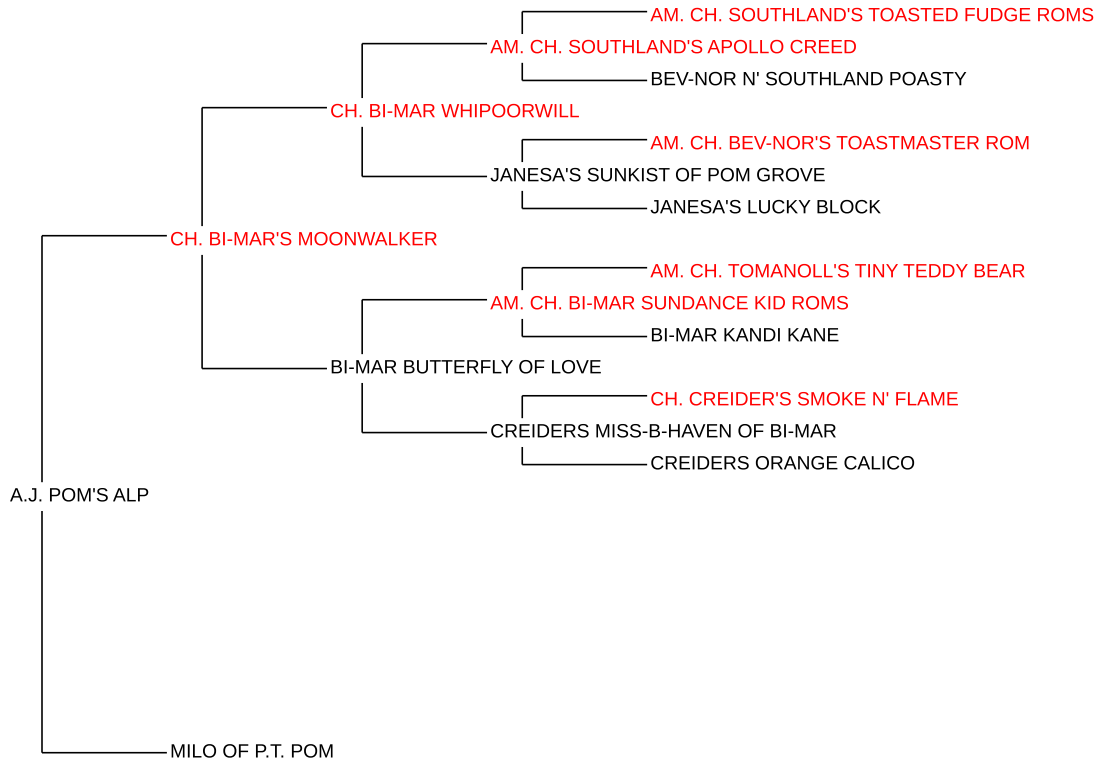 AM. CH. SOUTHLAND'S TOASTED FUDGE ROMS
AM. CH. SOUTHLAND'S APOLLO CREED
BEV-NOR N' SOUTHLAND POASTY
CH. BI-MAR WHIPOORWILL
AM. CH. BEV-NOR'S TOASTMASTER ROM
JANESA'S SUNKIST OF POM GROVE
JANESA'S LUCKY BLOCK
CH. BI-MAR'S MOONWALKER
AM. CH. TOMANOLL'S TINY TEDDY BEAR
AM. CH. BI-MAR SUNDANCE KID ROMS
BI-MAR KANDI KANE
BI-MAR BUTTERFLY OF LOVE
CH. CREIDER'S SMOKE N' FLAME
CREIDERS MISS-B-HAVEN OF BI-MAR
CREIDERS ORANGE CALICO
A.J. POM'S ALP
MILO OF P.T. POM